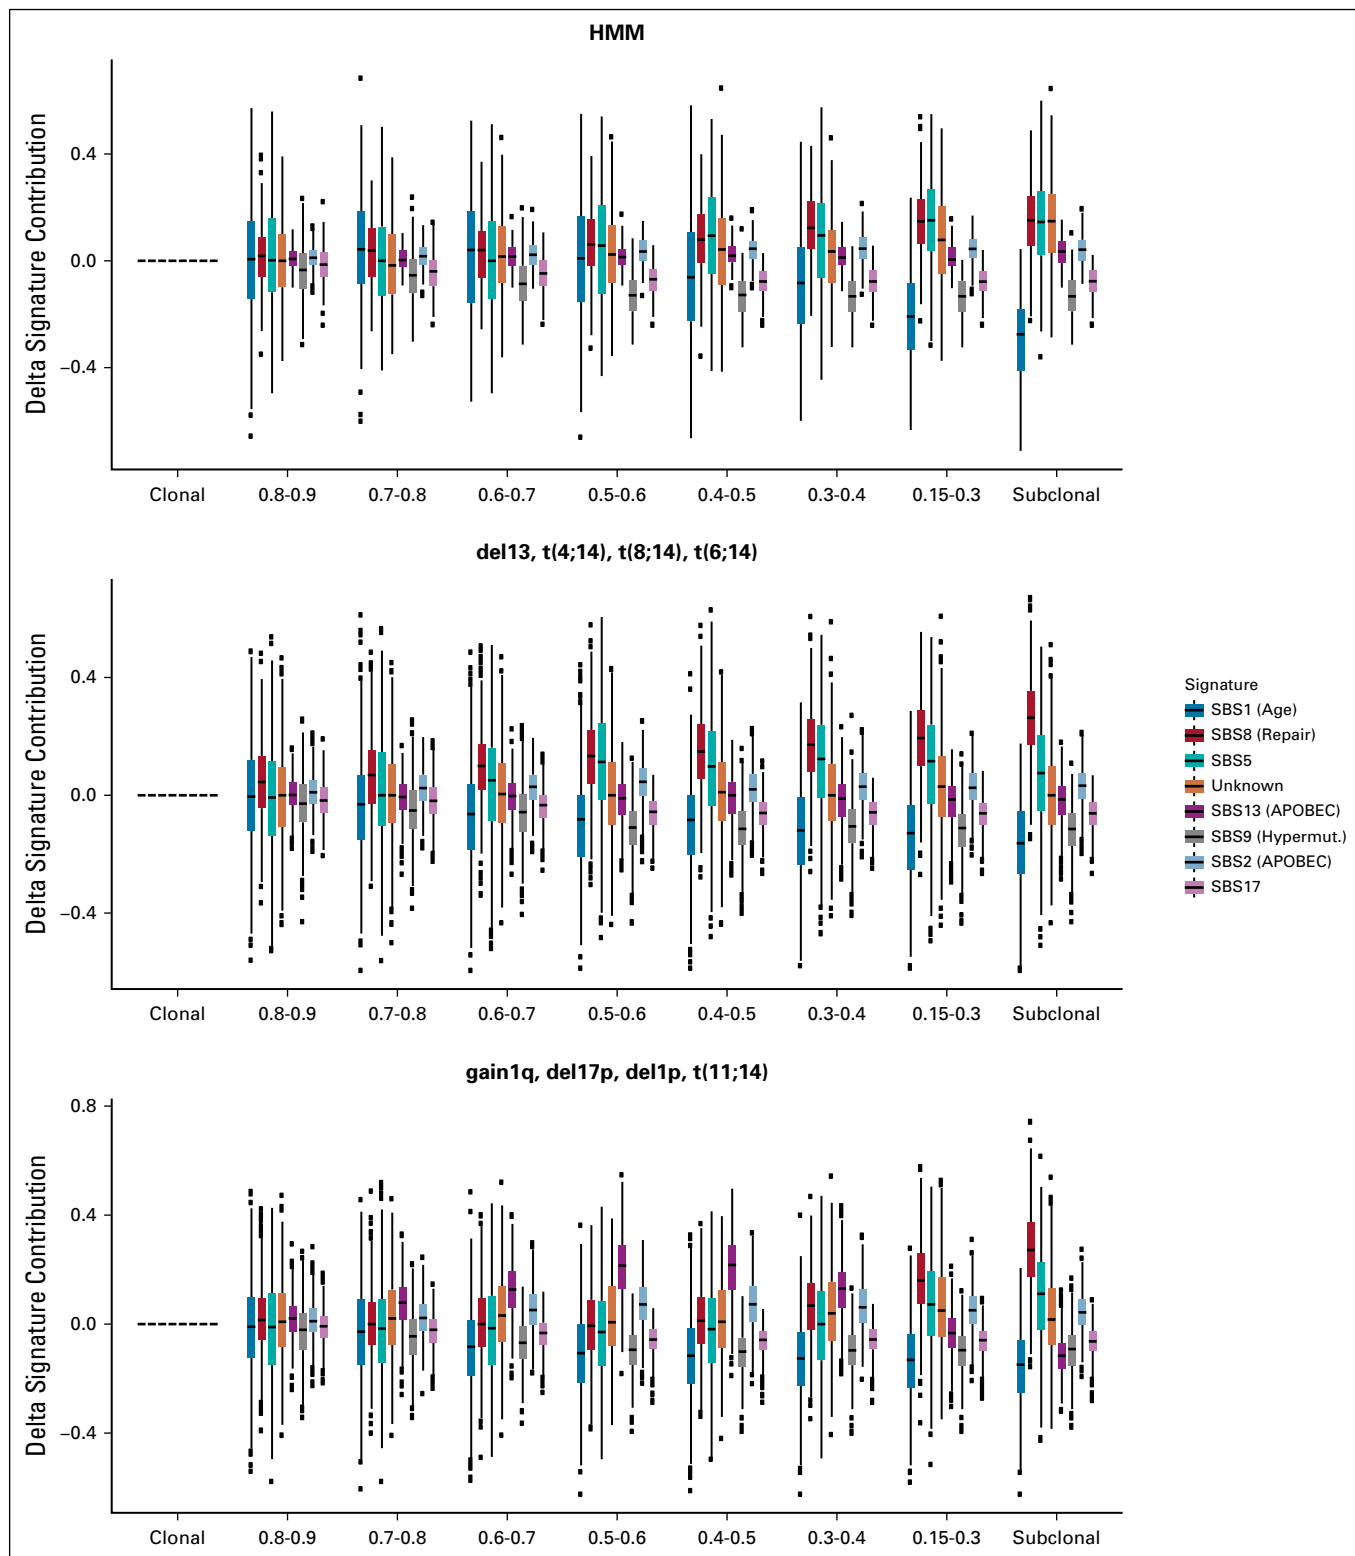 HMM
Delta Signature Contribution
0.4
0.0
−0.4
Clonal 0.8-0.9 0.7-0.8 0.6-0.7 0.5-0.6 0.4-0.5 0.3-0.4 0.15-0.3 Subclonal
del13, t(4;14), t(8;14), t(6;14)
Delta Signature Contribution
0.4
0.0
−0.4
Clonal 0.8-0.9 0.7-0.8 0.6-0.7 0.5-0.6 0.4-0.5 0.3-0.4 0.15-0.3 Subclonal
Signature
SBS1 (Age)
SBS8 (Repair)
SBS5
Unknown
SBS13 (APOBEC)
SBS9 (Hypermut.)
SBS2 (APOBEC)
SBS17
gain1q, del17p, del1p, t(11;14)
Delta Signature Contribution
0.8
0.4
0.0
−0.4
Clonal 0.8-0.9 0.7-0.8 0.6-0.7 0.5-0.6 0.4-0.5 0.3-0.4 0.15-0.3 Subclonal